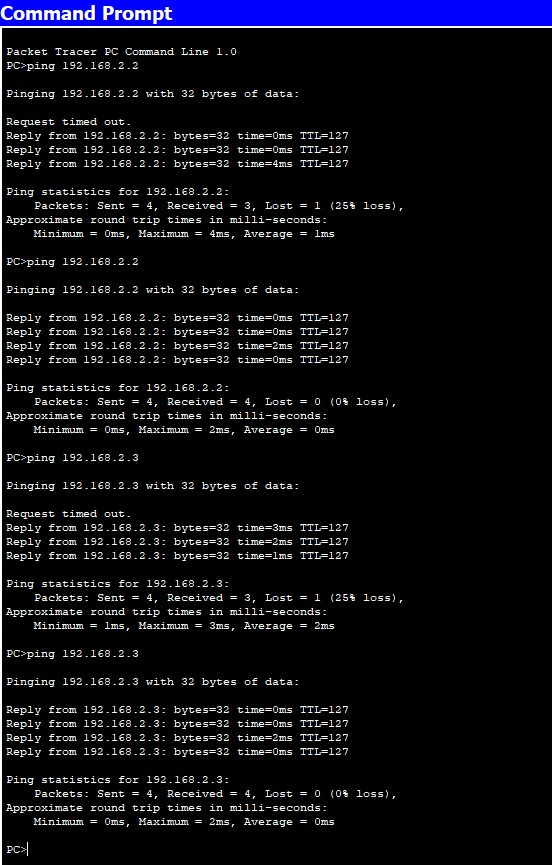 Command Prompt
Packet Tracer PC Command Line 1.0
PC>ping 192.168.2.2
Pinging 192.168.2.2 with 32 bytes of data:
Request timed out.
Reply from 192.168.2.2: bytes=32 time=0ms TTL=127
Reply from 192.168.2.2: bytes=32 time=0ms TTL=127
Reply from 192.168.2.2: bytes=32 time=4ms TTL=127
Ping statistics for 192.168.2.2:
    Packets: Sent = 4, Received = 3, Lost = 1 (25% loss),
Approximate round trip times in milli-seconds:
    Minimum = 0ms, Maximum = 4ms, Average = 1ms
PC>ping 192.168.2.2
Pinging 192.168.2.2 with 32 bytes of data:
Reply from 192.168.2.2: bytes=32 time=0ms TTL=127
Reply from 192.168.2.2: bytes=32 time=0ms TTL=127
Reply from 192.168.2.2: bytes=32 time=2ms TTL=127
Reply from 192.168.2.2: bytes=32 time=0ms TTL=127
Ping statistics for 192.168.2.2:
    Packets: Sent = 4, Received = 4, Lost = 0 (0% loss),
Approximate round trip times in milli-seconds:
    Minimum = 0ms, Maximum = 2ms, Average = 0ms
PC>ping 192.168.2.3
Pinging 192.168.2.3 with 32 bytes of data:
Request timed out.
Reply from 192.168.2.3: bytes=32 time=3ms TTL=127
Reply from 192.168.2.3: bytes=32 time=2ms TTL=127
Reply from 192.168.2.3: bytes=32 time=1ms TTL=127
Ping statistics for 192.168.2.3:
    Packets: Sent = 4, Received = 3, Lost = 1 (25% loss),
Approximate round trip times in milli-seconds:
    Minimum = 1ms, Maximum = 3ms, Average = 2ms
PC>ping 192.168.2.3
Pinging 192.168.2.3 with 32 bytes of data:
Reply from 192.168.2.3: bytes=32 time=0ms TTL=127
Reply from 192.168.2.3: bytes=32 time=0ms TTL=127
Reply from 192.168.2.3: bytes=32 time=2ms TTL=127
Reply from 192.168.2.3: bytes=32 time=0ms TTL=127
Ping statistics for 192.168.2.3:
    Packets: Sent = 4, Received = 4, Lost = 0 (0% loss),
Approximate round trip times in milli-seconds:
    Minimum = 0ms, Maximum = 2ms, Average = 0ms
PC>